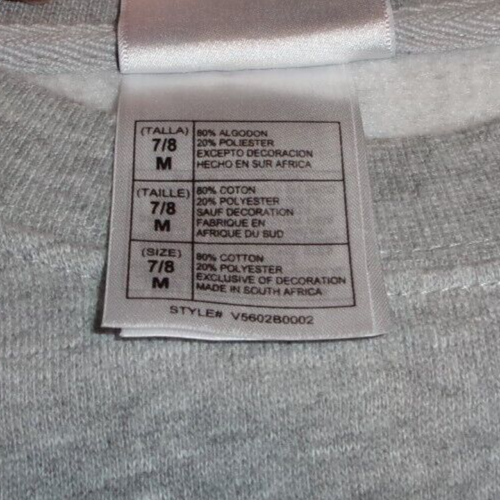 (TALLA)
7/8
M
80% ALGODON
20% POLIESTER
EXCEPTO DECORACION
HECHO EN SUR AFRICA
(TAILLE)
7/8
M
80% COTON
20% POLYESTER
SAUF DECORATION
FABRIQUE EN
AFRIQUE DU SUD
(SIZE)
7/8
M
80% COTTON
20% POLYESTER
EXCLUSIVE OF DECORATION
MADE IN SOUTH AFRICA
STYLE# V5602B0002